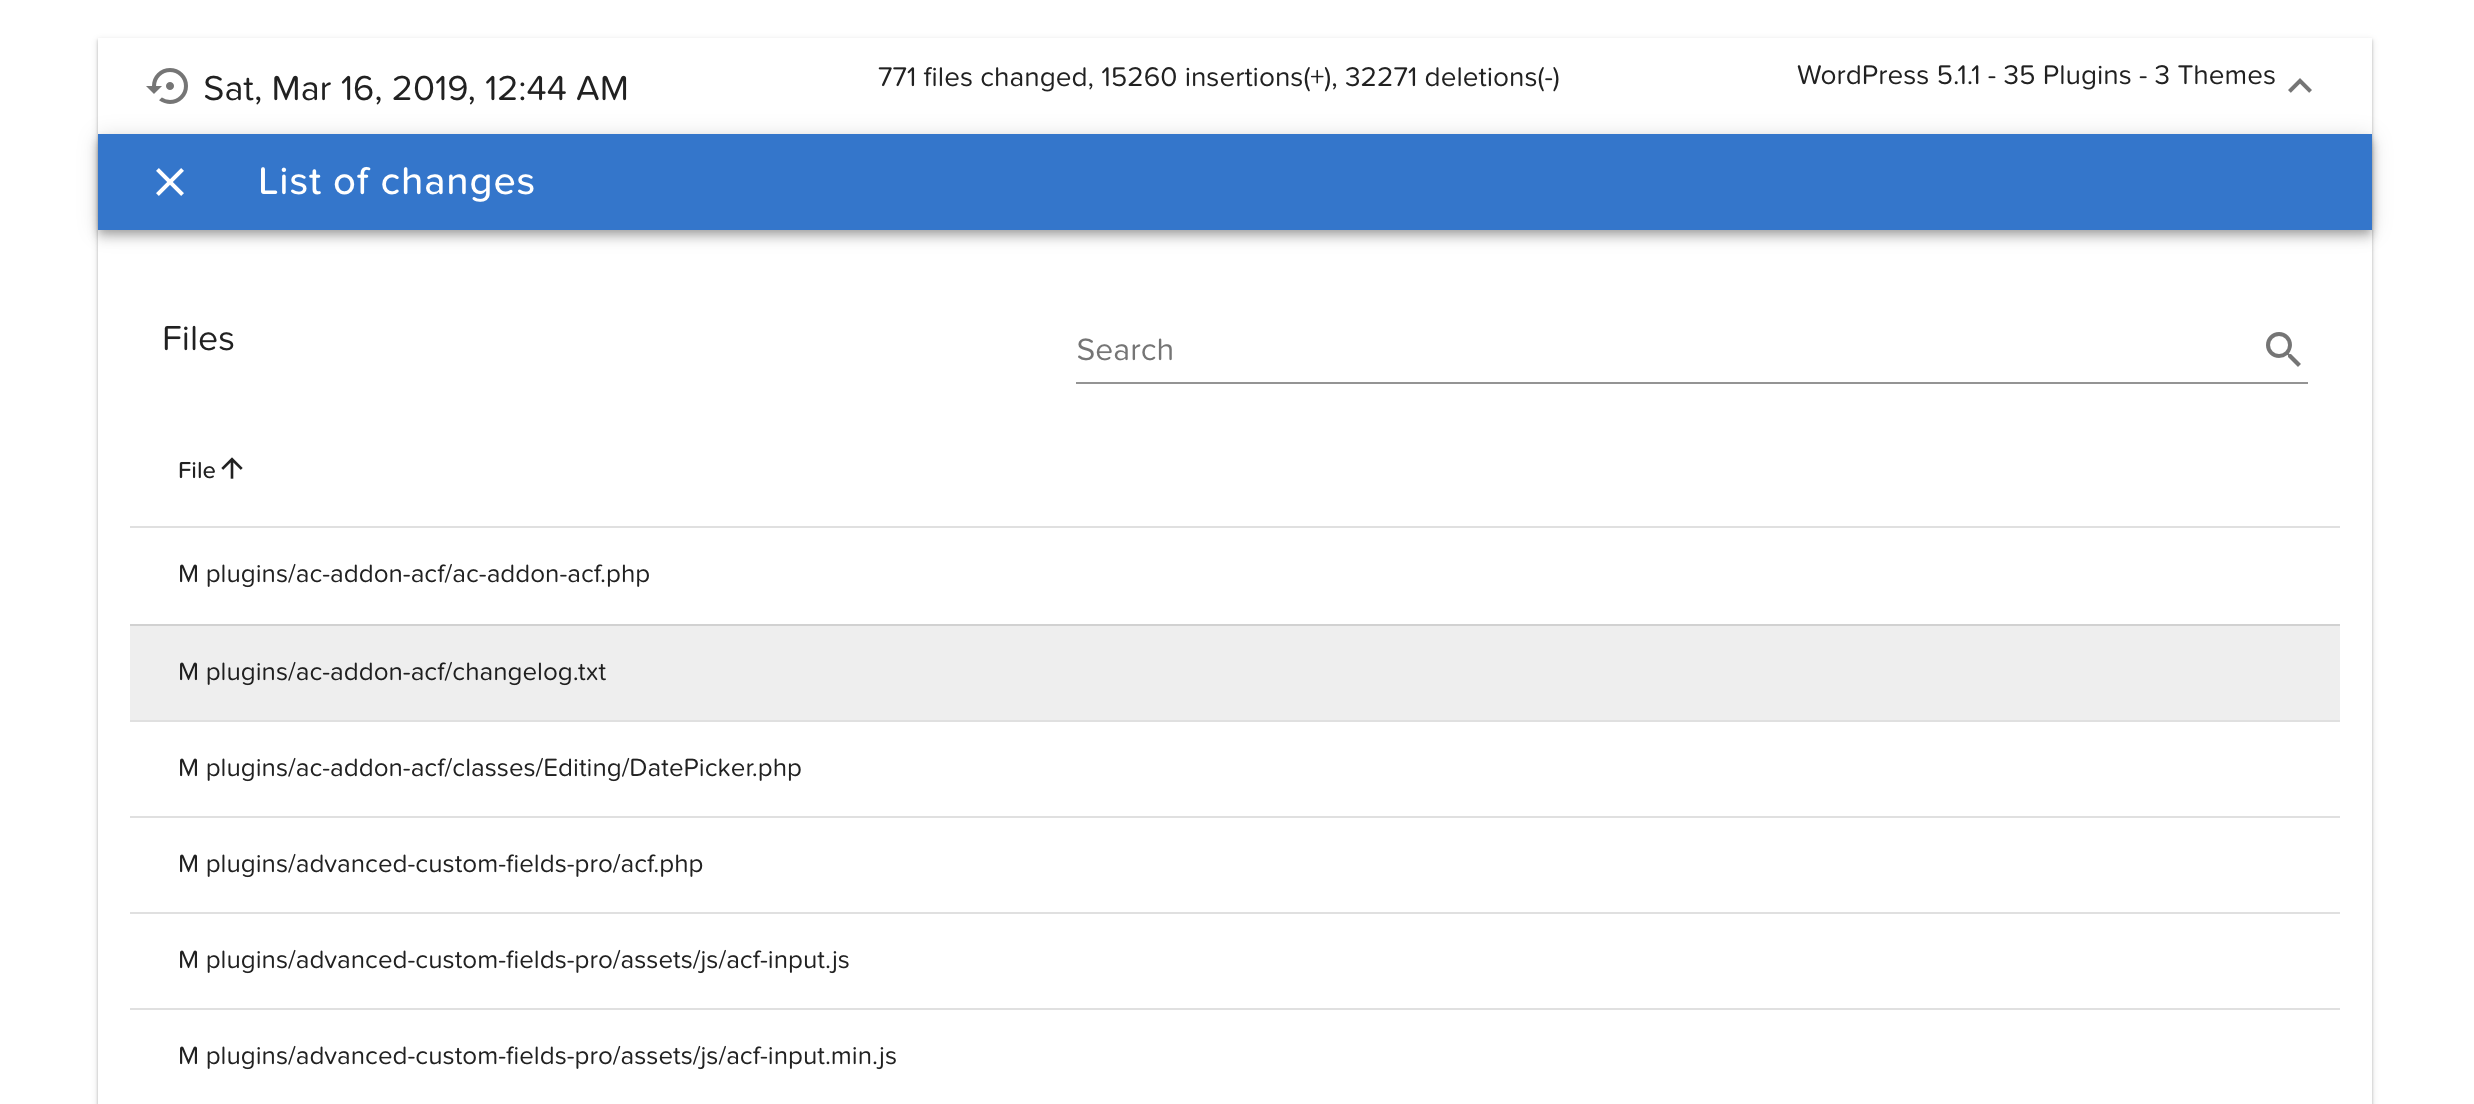 Sat, Mar 16, 2019, 12:44 AM
771 files changed, 15260 insertions(+), 32271 deletions(-)
WordPress 5.1.1 - 35 Plugins - 3 Themes
List of changes
Files
Search
File
M plugins/ac-addon-acf/ac-addon-acf.php
M plugins/ac-addon-acf/changelog.txt
M plugins/ac-addon-acf/classes/Editing/DatePicker.php
M plugins/advanced-custom-fields-pro/acf.php
M plugins/advanced-custom-fields-pro/assets/js/acf-input.js
M plugins/advanced-custom-fields-pro/assets/js/acf-input.min.js